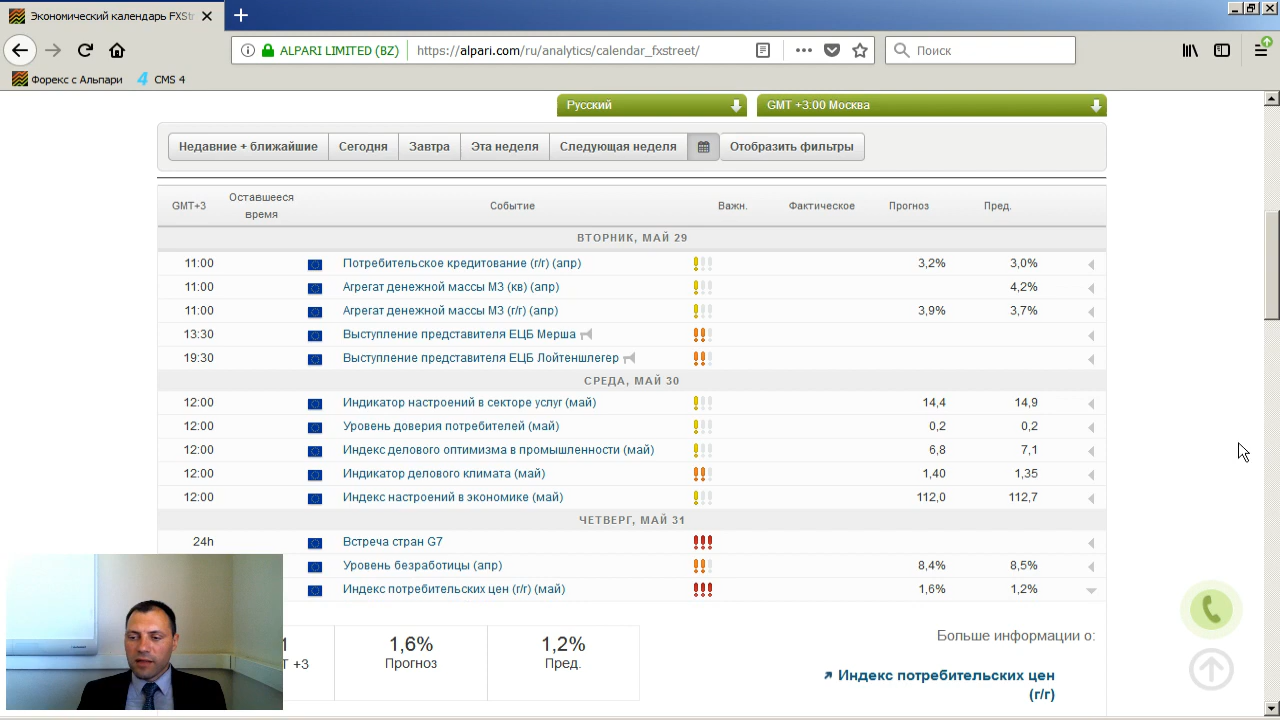 Экономический календарь FXStr
ALPARI LIMITED (BZ)
https://alpari.com/ru/analytics/calendar_fxstreet/
Поиск
Форекс с Альпари
4 CMS 4
Русский
GMT +3:00 Москва
Недавние + ближайшие Сегодня Завтра Эта неделя Следующая неделя Отобразить фильтры
GMT+3 Оставшееся время Событие Важн. Фактическое Прогноз Пред.
ВТОРНИК, МАЙ 29
11:00 Потребительское кредитование (г/г) (апр) 3,2% 3,0%
11:00 Агрегат денежной массы M3 (кв) (апр) 4,2%
11:00 Агрегат денежной массы M3 (г/г) (апр) 3,9% 3,7%
13:30 Выступление представителя ЕЦБ Мерша
19:30 Выступление представителя ЕЦБ Лойтеншлегер
СРЕДА, МАЙ 30
12:00 Индикатор настроений в секторе услуг (май) 14,4 14,9
12:00 Уровень доверия потребителей (май) 0,2 0,2
12:00 Индекс делового оптимизма в промышленности (май) 6,8 7,1
12:00 Индикатор делового климата (май) 1,40 1,35
12:00 Индекс настроений в экономике (май) 112,0 112,7
ЧЕТВЕРГ, МАЙ 31
24h Встреча стран G7
Уровень безработицы (апр) 8,4% 8,5%
Индекс потребительских цен (г/г) (май) 1,6% 1,2%
1,6% 1,2%
+3 Прогноз Пред.
Больше информации о:
Индекс потребительских цен
(г/г)